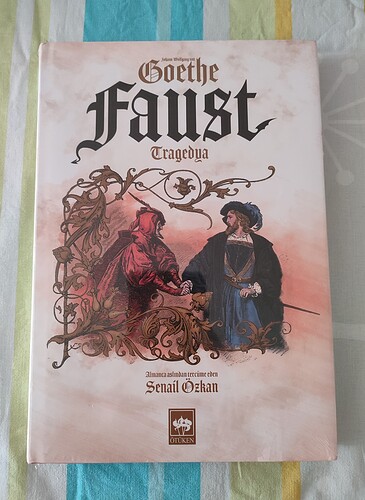 Johann Wolfgang von
Goethe
Faust
Tragedya
Almanca aslından tercüme eden
Senail Özkan
ÖTÜKEN